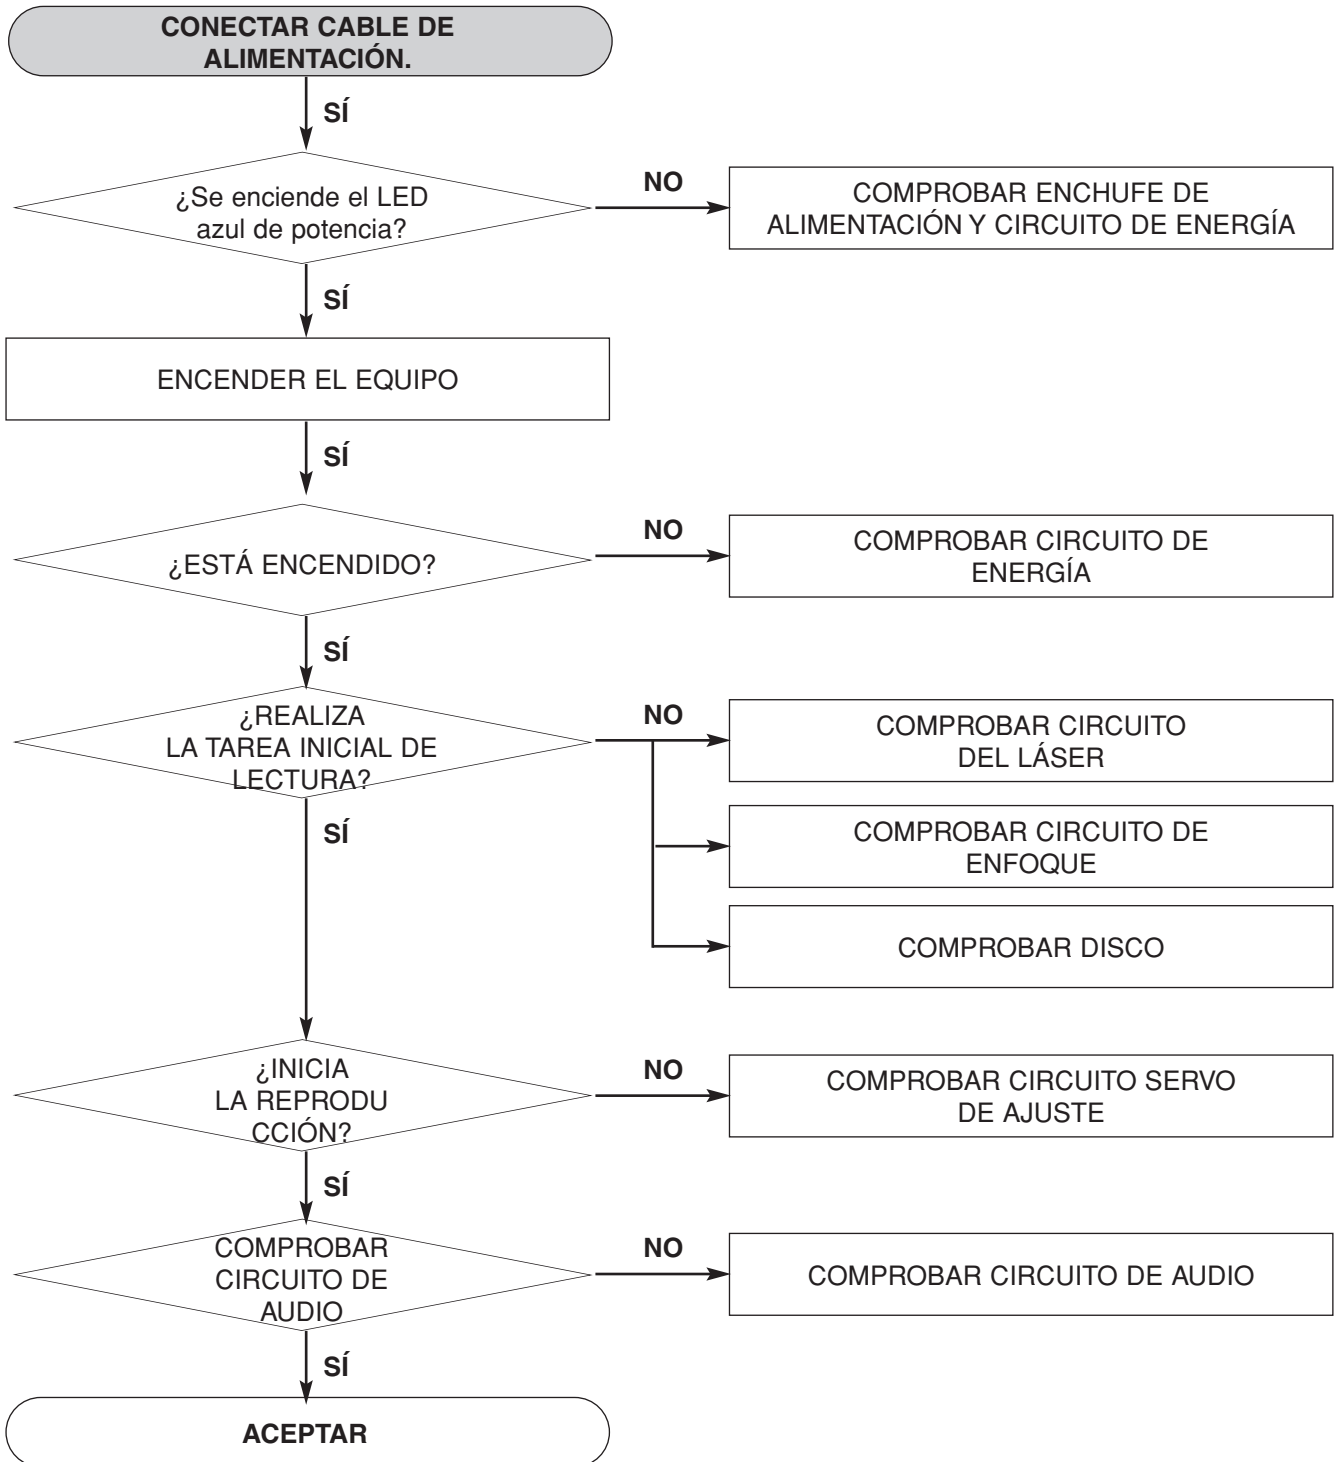 CONECTAR CABLE DE
ALIMENTACIÓN.
SÍ
¿Se enciende el LED
azul de potencia?
NO
COMPROBAR ENCHUFE DE
ALIMENTACIÓN Y CIRCUITO DE ENERGÍA
SÍ
ENCENDER EL EQUIPO
SÍ
¿ESTÁ ENCENDIDO?
NO
COMPROBAR CIRCUITO DE
ENERGÍA
SÍ
¿REALIZA
LA TAREA INICIAL DE
LECTURA?
NO
COMPROBAR CIRCUITO
DEL LÁSER
COMPROBAR CIRCUITO DE
ENFOQUE
COMPROBAR DISCO
SÍ
¿INICIA
LA REPRODU
CCIÓN?
NO
COMPROBAR CIRCUITO SERVO
DE AJUSTE
SÍ
COMPROBAR
CIRCUITO DE
AUDIO
NO
COMPROBAR CIRCUITO DE AUDIO
SÍ
ACEPTAR